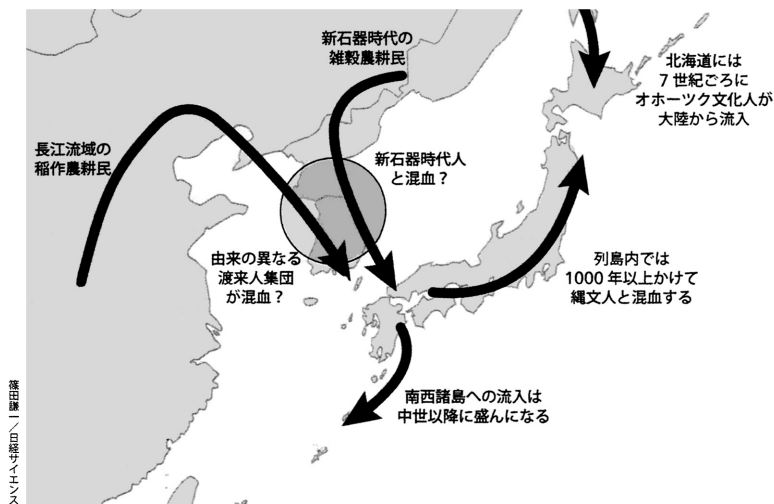 新石器時代の
雑穀農耕民
北海道には
7世紀ごろに
オホーツク文化人が
大陸から流入
長江流域の
稲作農耕民
新石器時代人
と混血？
由来の異なる
渡来人集団
が混血？
列島内では
1000年以上かけて
縄文人と混血する
南西諸島への流入は
中世以降に盛んになる
篠田謙一／日経サイエンス